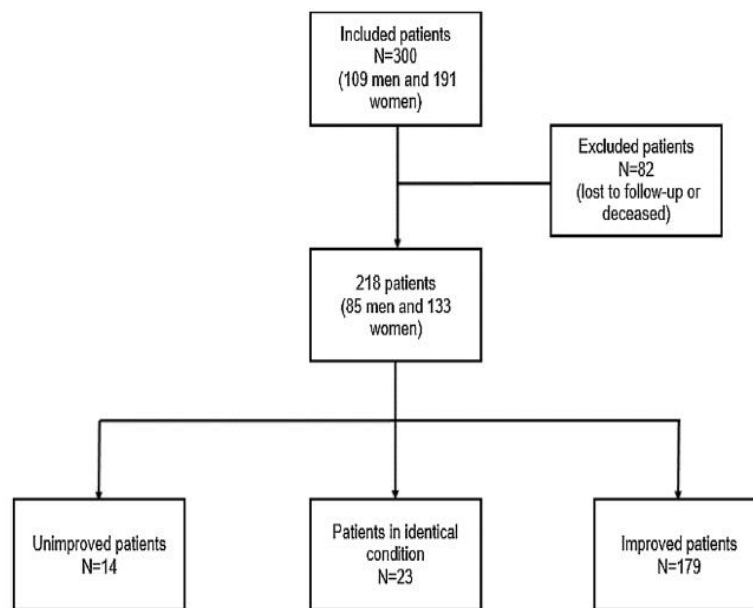 Included patients
N=300
(109 men and 191
women)
Excluded patients
N=82
(lost to follow-up or
deceased)
218 patients
(85 men and 133
women)
Unimproved patients
N=14
Patients in identical
condition
N=23
Improved patients
N=179